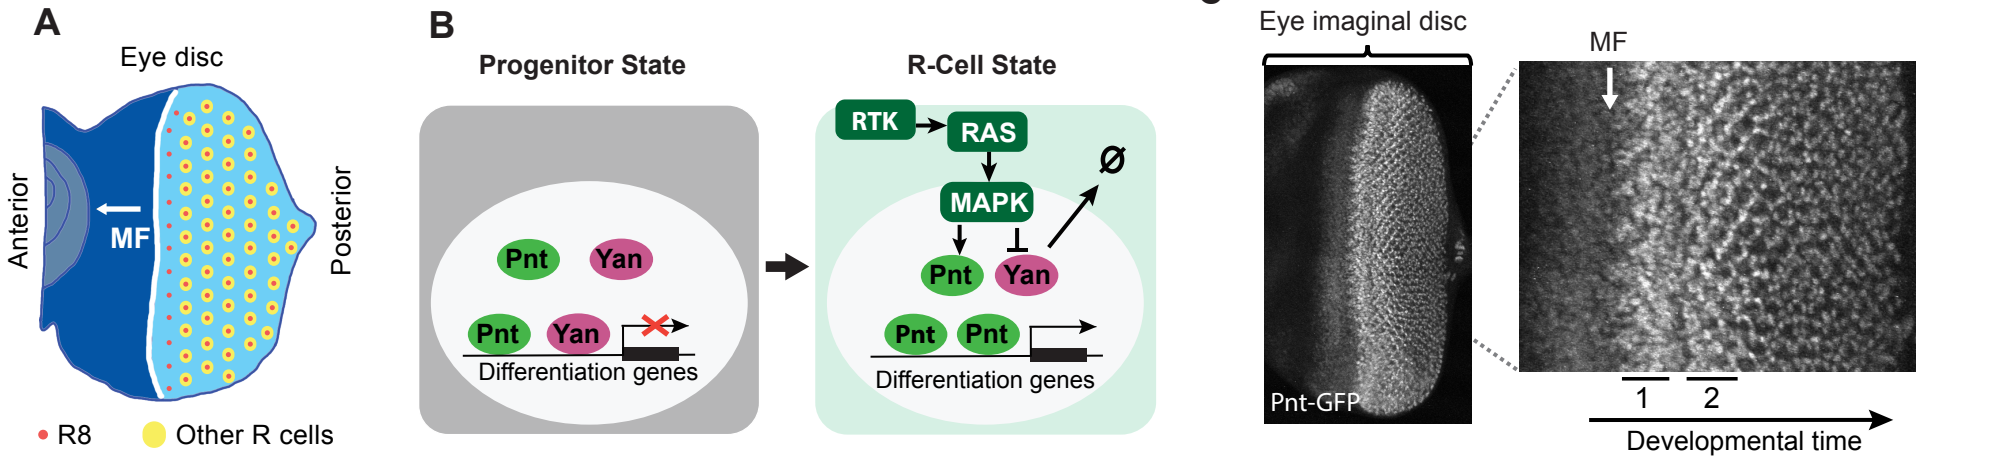 A
Eye disc
Anterior
MF
Posterior
R8
Other R cells
B
Progenitor State
Pnt
Yan
Pnt
Yan
Differentiation genes
R-Cell State
RTK
RAS
MAPK
Ø
Pnt
Yan
Pnt
Pnt
Differentiation genes
Eye imaginal disc
Pnt-GFP
MF
1
2
Developmental time